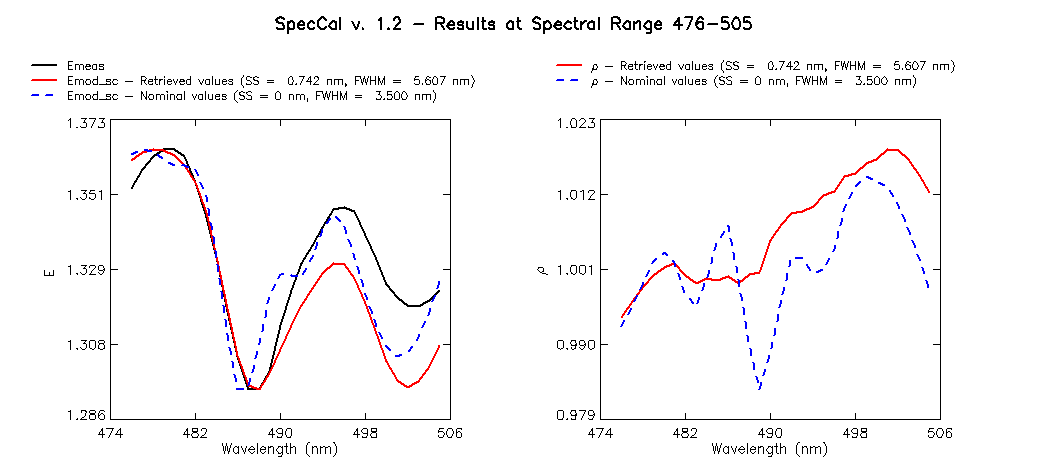 SpecCal v. 1.2 – Results at Spectral Range 476–505
Emeas
Emod_sc – Retrieved values (SS = 0.742 nm, FWHM = 5.607 nm)
Emod_sc – Nominal values (SS = 0 nm, FWHM = 3.500 nm)
ρ – Retrieved values (SS = 0.742 nm, FWHM = 5.607 nm)
ρ – Nominal values (SS = 0 nm, FWHM = 3.500 nm)
1.373
1.351
1.329
1.308
1.286
E
474 482 490 498 506
Wavelength (nm)
1.023
1.012
1.001
0.990
0.979
ρ
474 482 490 498 506
Wavelength (nm)